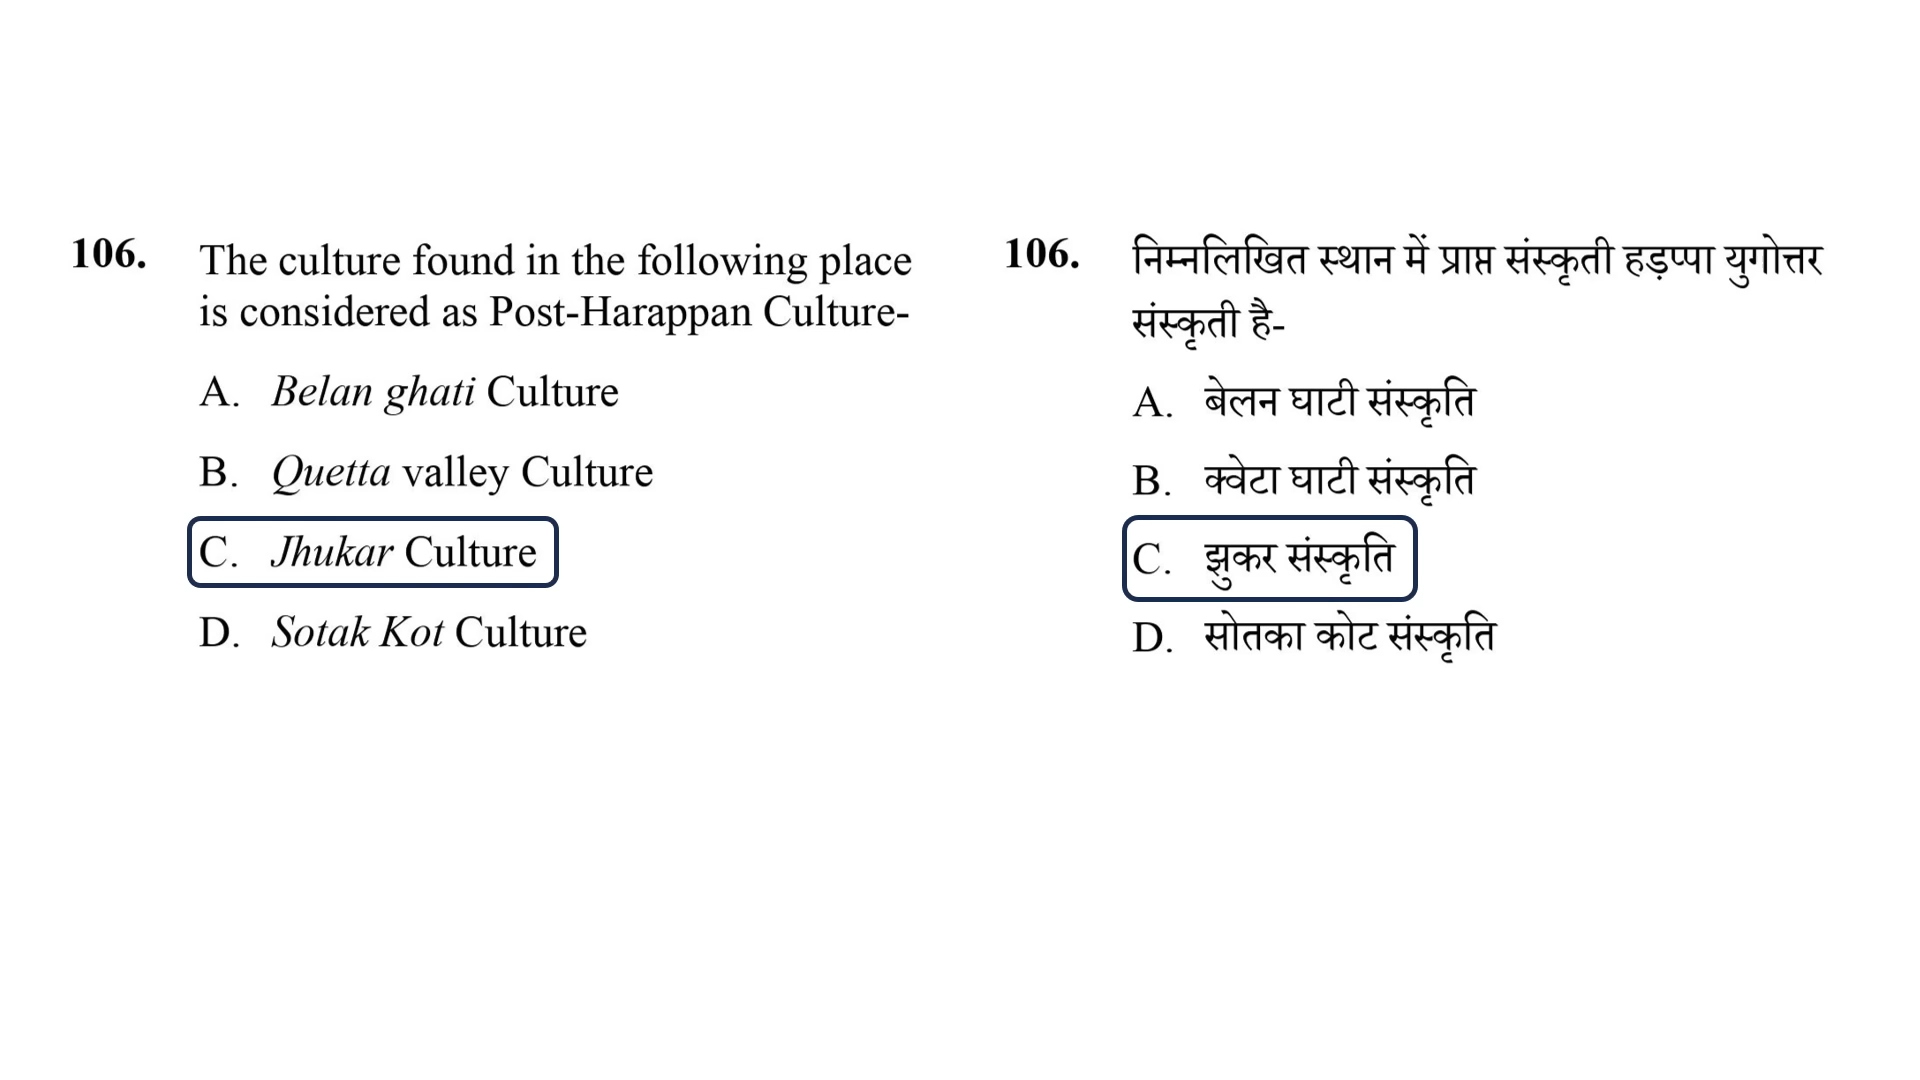 106. The culture found in the following place
is considered as Post-Harappan Culture-
A. Belan ghati Culture
B. Quetta valley Culture
C. Jhukar Culture
D. Sotak Kot Culture
106. निम्नलिखित स्थान में प्राप्त संस्कृती हड़प्पा युगोत्तर
संस्कृती है-
A. बेलन घाटी संस्कृति
B. क्वेटा घाटी संस्कृति
C. झुकर संस्कृति
D. सोतका कोट संस्कृति